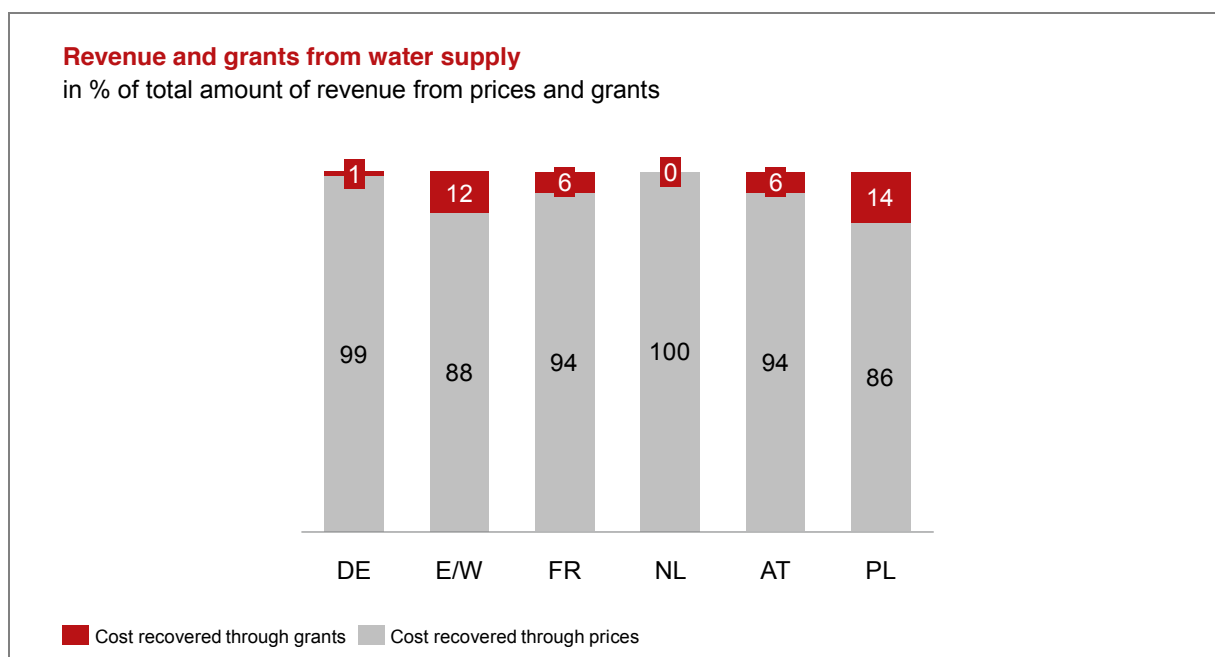 Revenue and grants from water supply
in % of total amount of revenue from prices and grants
1 12 6 0 6 14
99 88 94 100 94 86
DE E/W FR NL AT PL
Cost recovered through grants Cost recovered through prices